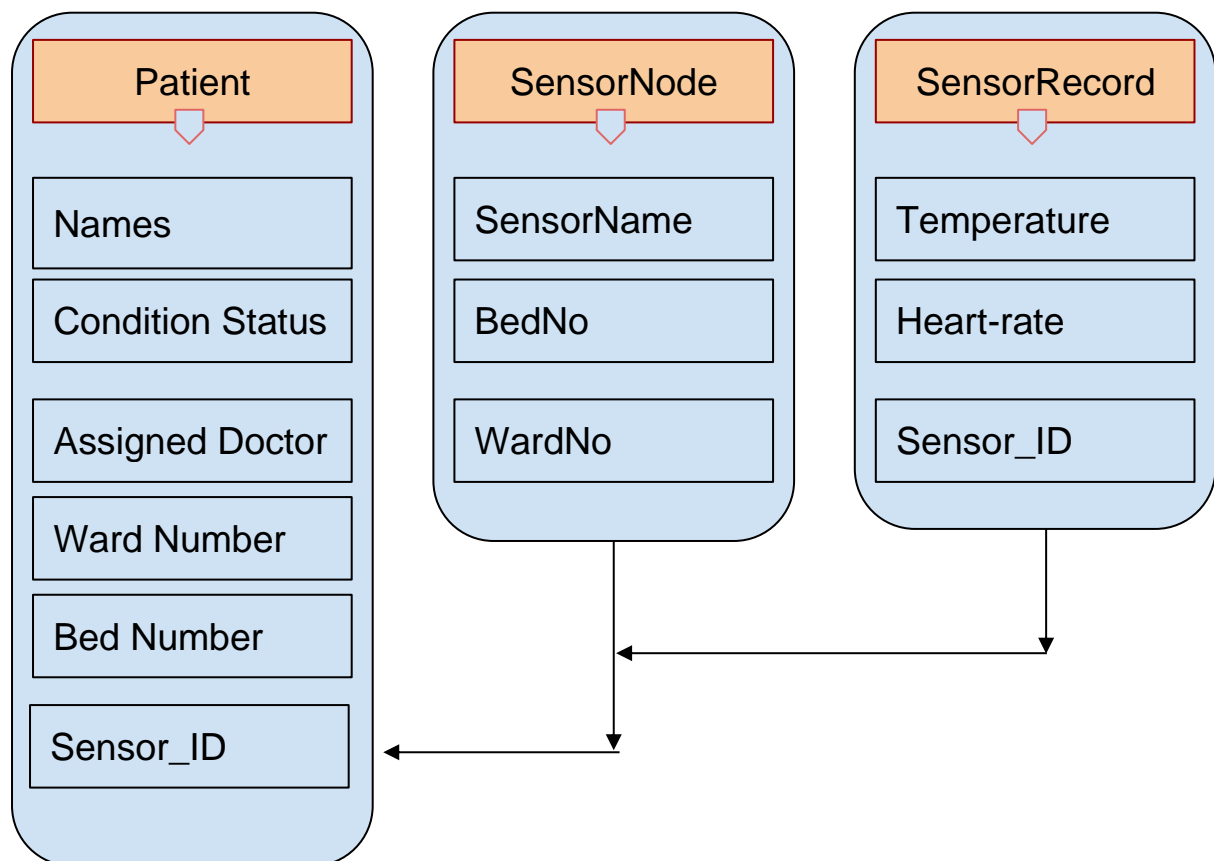 Patient
Names
Condition Status
Assigned Doctor
Ward Number
Bed Number
Sensor_ID
SensorNode
SensorName
BedNo
WardNo
SensorRecord
Temperature
Heart-rate
Sensor_ID